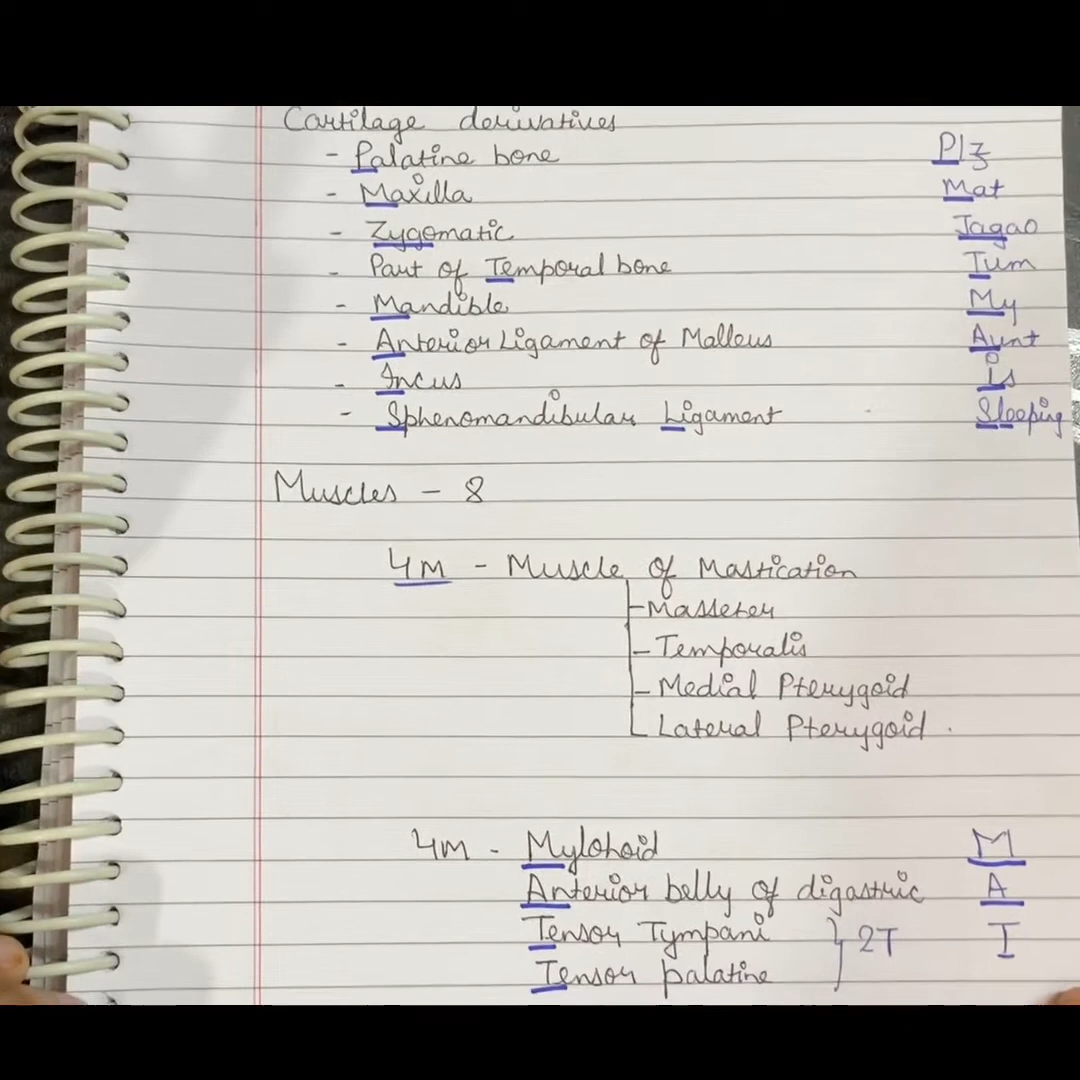 Cartilage derivatives
- Palatine bone Plz
- Maxilla Mat
- Zygomatic Jagao
- Part of Temporal bone Tum
- Mandible My
- Anterior Ligament of Malleus Aunt
- Incus is
- Sphenomandibular Ligament Sleeping
Muscles - 8
4M - Muscle of Mastication
- Masseter
- Temporalis
- Medial Pterygoid
Lateral Pterygoid.
4M - Mylohoid M
Anterior belly of digastric A
Tensor Tympani } 2T T
Tensor palatine